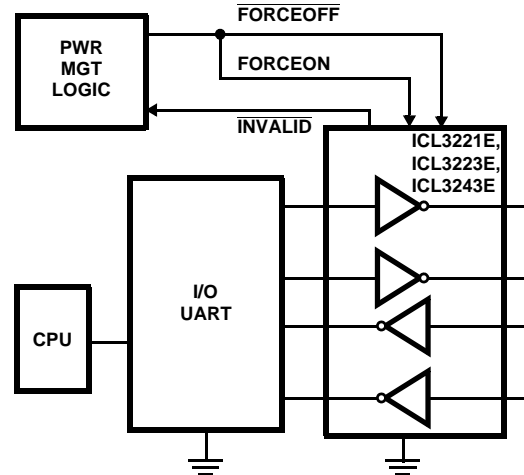 FORCEOFF
PWR
MGT
LOGIC
FORCEON
INVALID
ICL3221E,
ICL3223E,
ICL3243E
I/O
UART
CPU